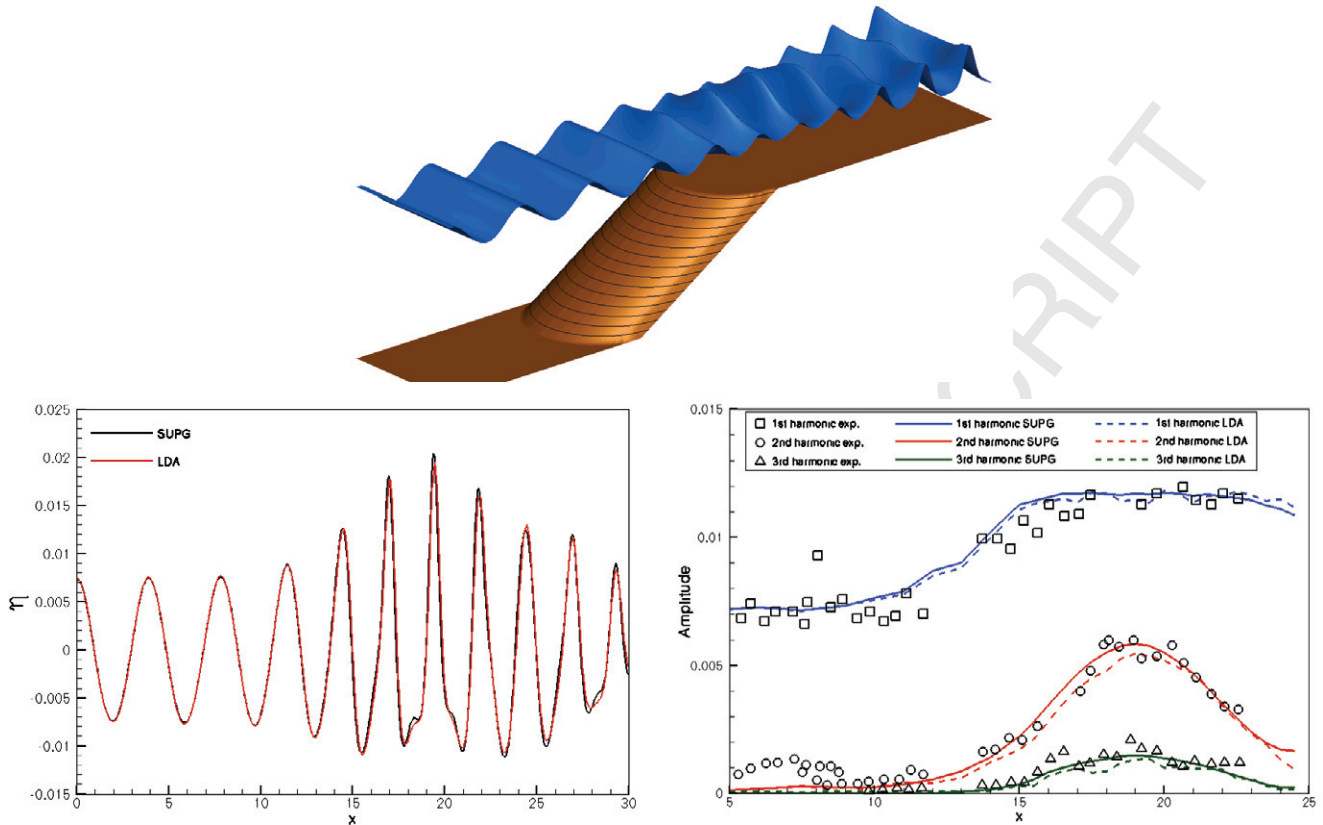 CRIPT
0.025
0.02
0.015
0.01
0.005
0
-0.005
-0.01
-0.015
η
SUPG
LDA
0 5 10 15 20 25 30
x
0.015
0.01
0.005
0
Amplitude
1st harmonic exp. 1st harmonic SUPG 1st harmonic LDA
2nd harmonic exp. 2nd harmonic SUPG 2nd harmonic LDA
3rd harmonic exp. 3rd harmonic SUPG 3rd harmonic LDA
5 10 15 20 25
x